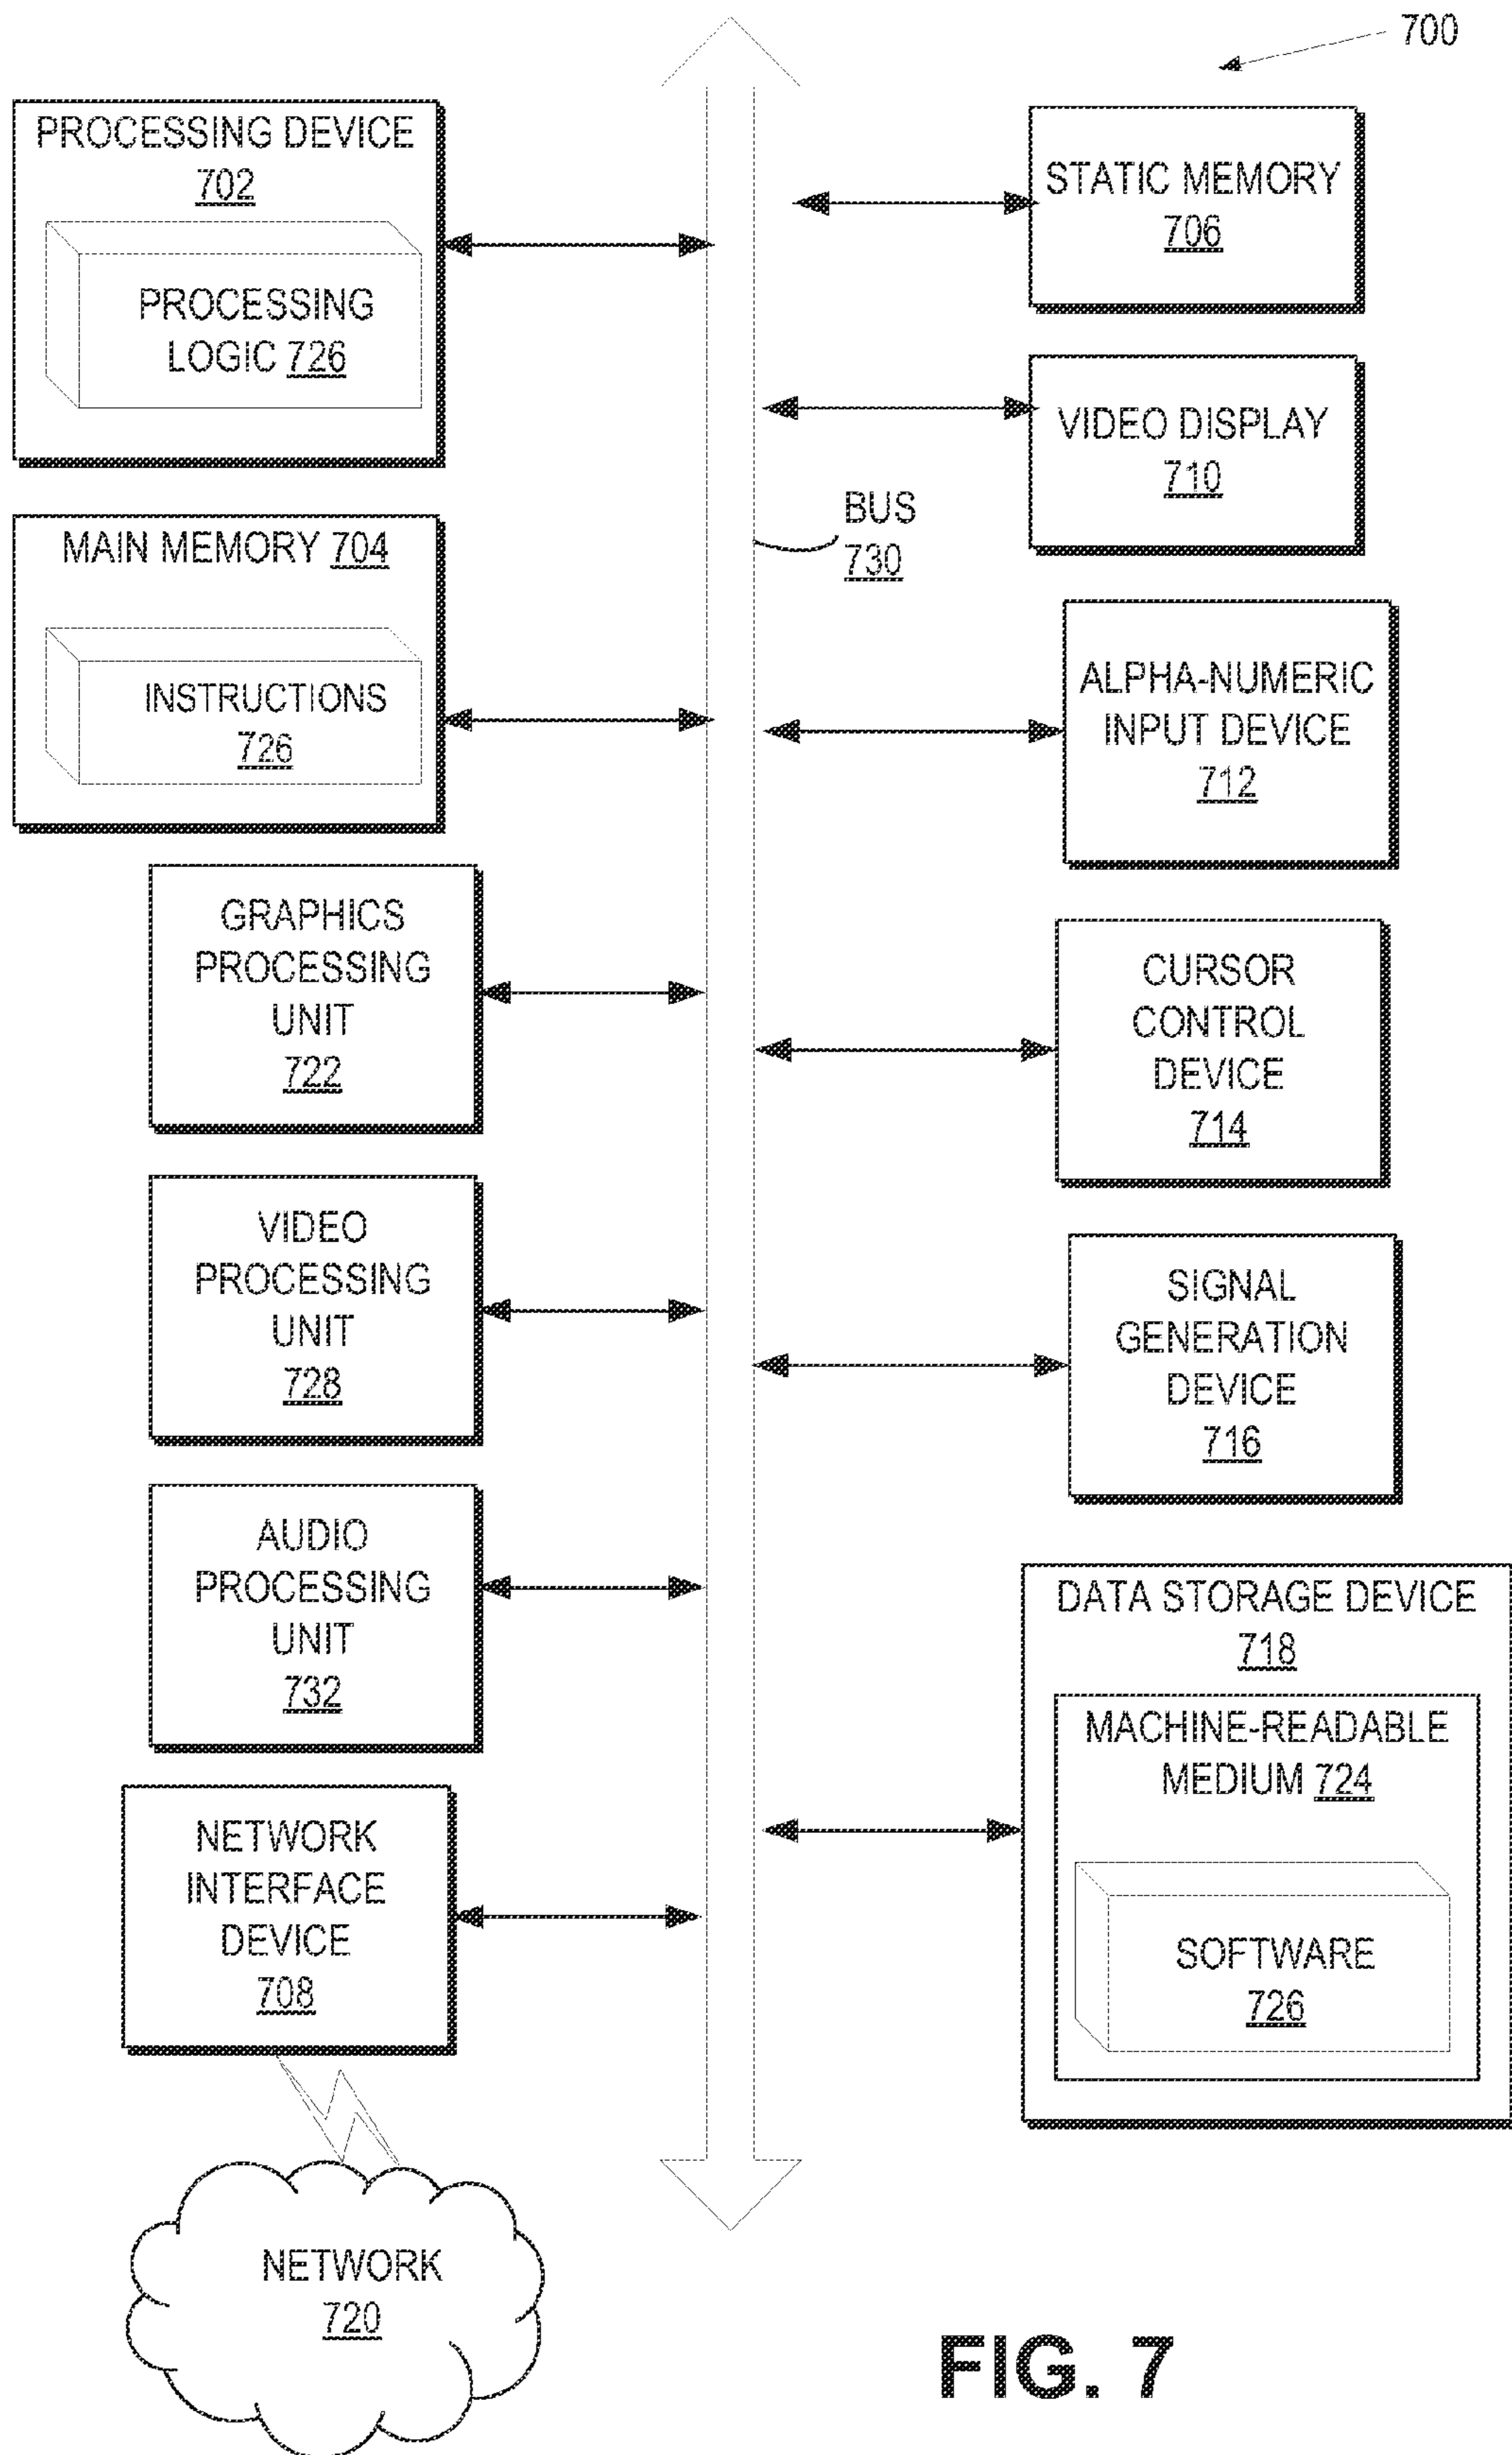 700
PROCESSING DEVICE
702
PROCESSING
LOGIC 726
MAIN MEMORY 704
INSTRUCTIONS
726
GRAPHICS
PROCESSING
UNIT
722
VIDEO
PROCESSING
UNIT
728
AUDIO
PROCESSING
UNIT
732
NETWORK
INTERFACE
DEVICE
708
NETWORK
720
BUS
730
STATIC MEMORY
706
VIDEO DISPLAY
710
ALPHA-NUMERIC
INPUT DEVICE
712
CURSOR
CONTROL
DEVICE
714
SIGNAL
GENERATION
DEVICE
716
DATA STORAGE DEVICE
718
MACHINE-READABLE
MEDIUM 724
SOFTWARE
726
FIG. 7